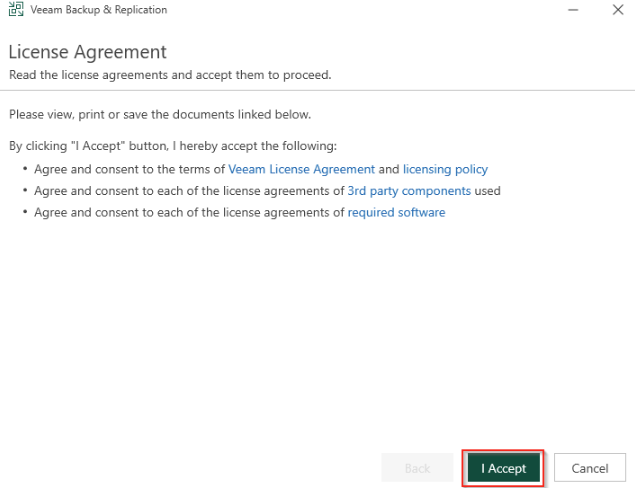 Veeam Backup & Replication
License Agreement
Read the license agreements and accept them to proceed.
Please view, print or save the documents linked below.
By clicking "I Accept" button, I hereby accept the following:
• Agree and consent to the terms of Veeam License Agreement and licensing policy
• Agree and consent to each of the license agreements of 3rd party components used
• Agree and consent to each of the license agreements of required software
Back I Accept Cancel